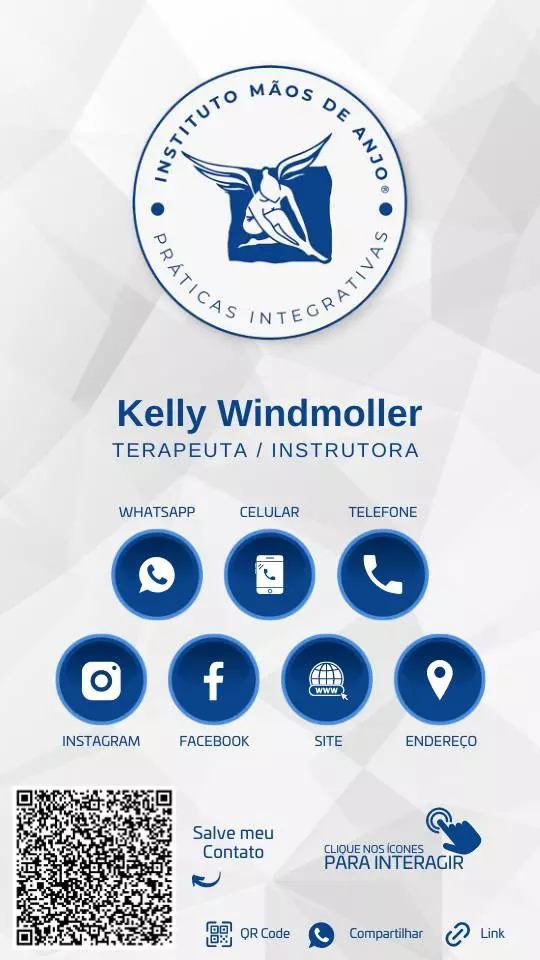 INSTITUTO MÃOS DE ANJO®
PRÁTICAS INTEGRATIVAS
Kelly Windmoller
TERAPEUTA / INSTRUTORA
WHATSAPP CELULAR TELEFONE
WWW
INSTAGRAM FACEBOOK SITE ENDEREÇO
Salve meu
Contato
CLIQUE NOS ÍCONES
PARA INTERAGIR
QR Code Compartilhar Link